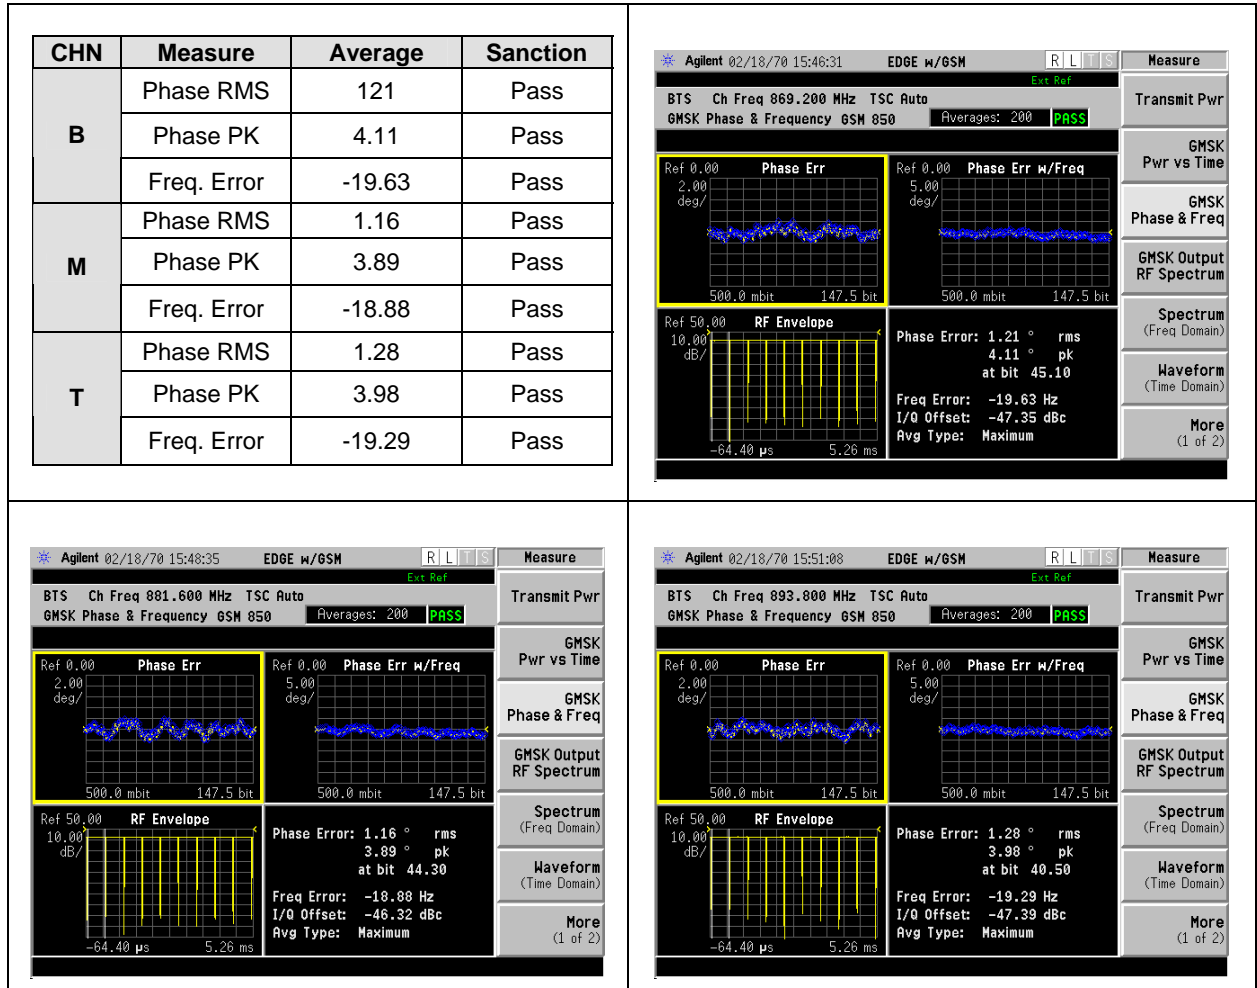 CHN Measure Average Sanction
B Phase RMS 121 Pass
Phase PK 4.11 Pass
Freq. Error -19.63 Pass
M Phase RMS 1.16 Pass
Phase PK 3.89 Pass
Freq. Error -18.88 Pass
T Phase RMS 1.28 Pass
Phase PK 3.98 Pass
Freq. Error -19.29 Pass
Agilent 02/18/70 15:46:31 EDGE w/GSM R L T S Measure
Ext Ref
BTS Ch Freq 869.200 MHz TSC Auto
GMSK Phase & Frequency GSM 850 Averages: 200 PASS
Ref 0.00 Phase Err
2.00
deg/
500.0 mbit 147.5 bit
Ref 0.00 Phase Err w/Freq
5.00
deg/
500.0 mbit 147.5 bit
Ref 50.00 RF Envelope
10.00
dB/
-64.40 µs 5.26 ms
Phase Error: 1.21 ° rms
4.11 ° pk
at bit 45.10
Freq Error: -19.63 Hz
I/Q Offset: -47.35 dBc
Avg Type: Maximum
Transmit Pwr
GMSK
Pwr vs Time
GMSK
Phase & Freq
GMSK Output
RF Spectrum
Spectrum
(Freq Domain)
Waveform
(Time Domain)
More
(1 of 2)
Agilent 02/18/70 15:48:35 EDGE w/GSM R L T S Measure
Ext Ref
BTS Ch Freq 881.600 MHz TSC Auto
GMSK Phase & Frequency GSM 850 Averages: 200 PASS
Ref 0.00 Phase Err
2.00
deg/
500.0 mbit 147.5 bit
Ref 0.00 Phase Err w/Freq
5.00
deg/
500.0 mbit 147.5 bit
Ref 50.00 RF Envelope
10.00
dB/
-64.40 µs 5.26 ms
Phase Error: 1.16 ° rms
3.89 ° pk
at bit 44.30
Freq Error: -18.88 Hz
I/Q Offset: -46.32 dBc
Avg Type: Maximum
Transmit Pwr
GMSK
Pwr vs Time
GMSK
Phase & Freq
GMSK Output
RF Spectrum
Spectrum
(Freq Domain)
Waveform
(Time Domain)
More
(1 of 2)
Agilent 02/18/70 15:51:08 EDGE w/GSM R L T S Measure
Ext Ref
BTS Ch Freq 893.800 MHz TSC Auto
GMSK Phase & Frequency GSM 850 Averages: 200 PASS
Ref 0.00 Phase Err
2.00
deg/
500.0 mbit 147.5 bit
Ref 0.00 Phase Err w/Freq
5.00
deg/
500.0 mbit 147.5 bit
Ref 50.00 RF Envelope
10.00
dB/
-64.40 µs 5.26 ms
Phase Error: 1.28 ° rms
3.98 ° pk
at bit 40.50
Freq Error: -19.29 Hz
I/Q Offset: -47.39 dBc
Avg Type: Maximum
Transmit Pwr
GMSK
Pwr vs Time
GMSK
Phase & Freq
GMSK Output
RF Spectrum
Spectrum
(Freq Domain)
Waveform
(Time Domain)
More
(1 of 2)